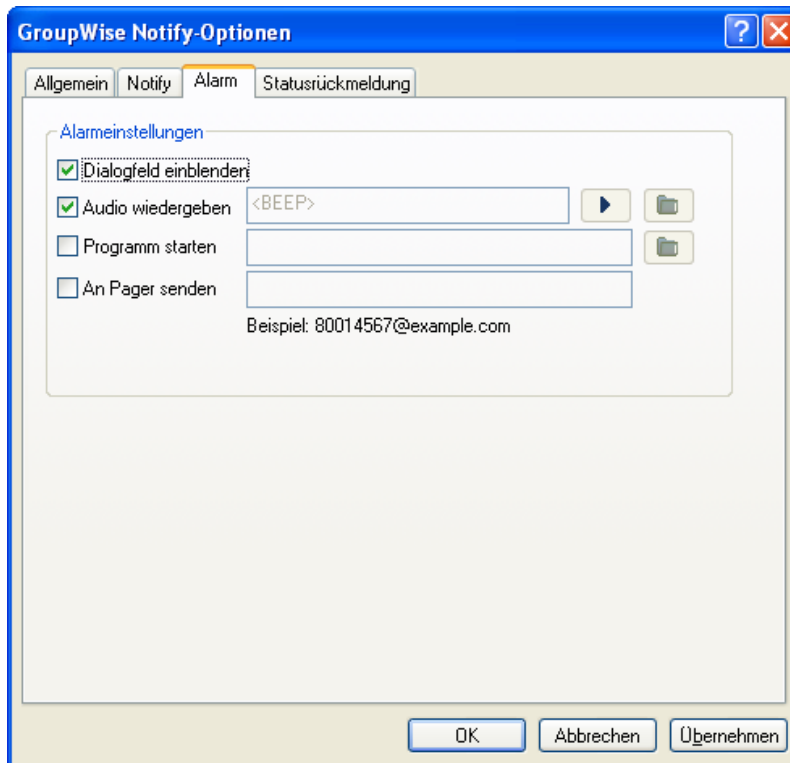 GroupWise Notify-Optionen
Allgemein Notify Alarm Statusrückmeldung
Alarmeinstellungen
Dialogfeld einblenden
Audio wiedergeben <BEEP>
Programm starten
An Pager senden
Beispiel: 80014567@example.com
OK Abbrechen Übernehmen